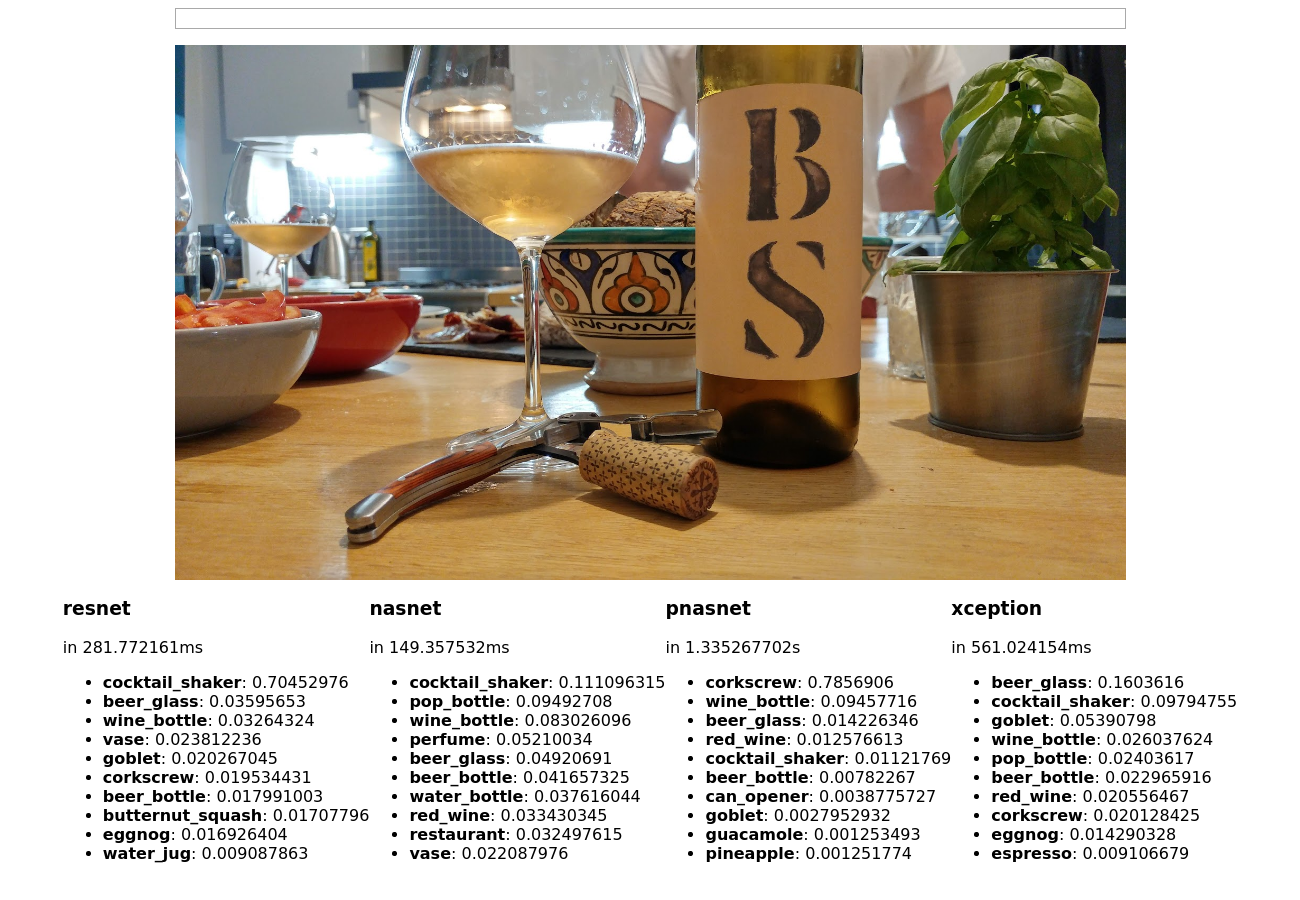 B
S
resnet
in 281.772161ms
cocktail_shaker: 0.70452976
beer_glass: 0.03595653
wine_bottle: 0.03264324
vase: 0.023812236
goblet: 0.020267045
corkscrew: 0.019534431
beer_bottle: 0.017991003
butternut_squash: 0.01707796
eggnog: 0.016926404
water_jug: 0.009087863
nasnet
in 149.357532ms
cocktail_shaker: 0.111096315
pop_bottle: 0.09492708
wine_bottle: 0.083026096
perfume: 0.05210034
beer_glass: 0.04920691
beer_bottle: 0.041657325
water_bottle: 0.037616044
red_wine: 0.033430345
restaurant: 0.032497615
vase: 0.022087976
pnasnet
in 1.335267702s
corkscrew: 0.7856906
wine_bottle: 0.09457716
beer_glass: 0.014226346
red_wine: 0.012576613
cocktail_shaker: 0.01121769
beer_bottle: 0.00782267
can_opener: 0.0038775727
goblet: 0.0027952932
guacamole: 0.001253493
pineapple: 0.001251774
xception
in 561.024154ms
beer_glass: 0.1603616
cocktail_shaker: 0.09794755
goblet: 0.05390798
wine_bottle: 0.026037624
pop_bottle: 0.02403617
beer_bottle: 0.022965916
red_wine: 0.020556467
corkscrew: 0.020128425
eggnog: 0.014290328
espresso: 0.009106679